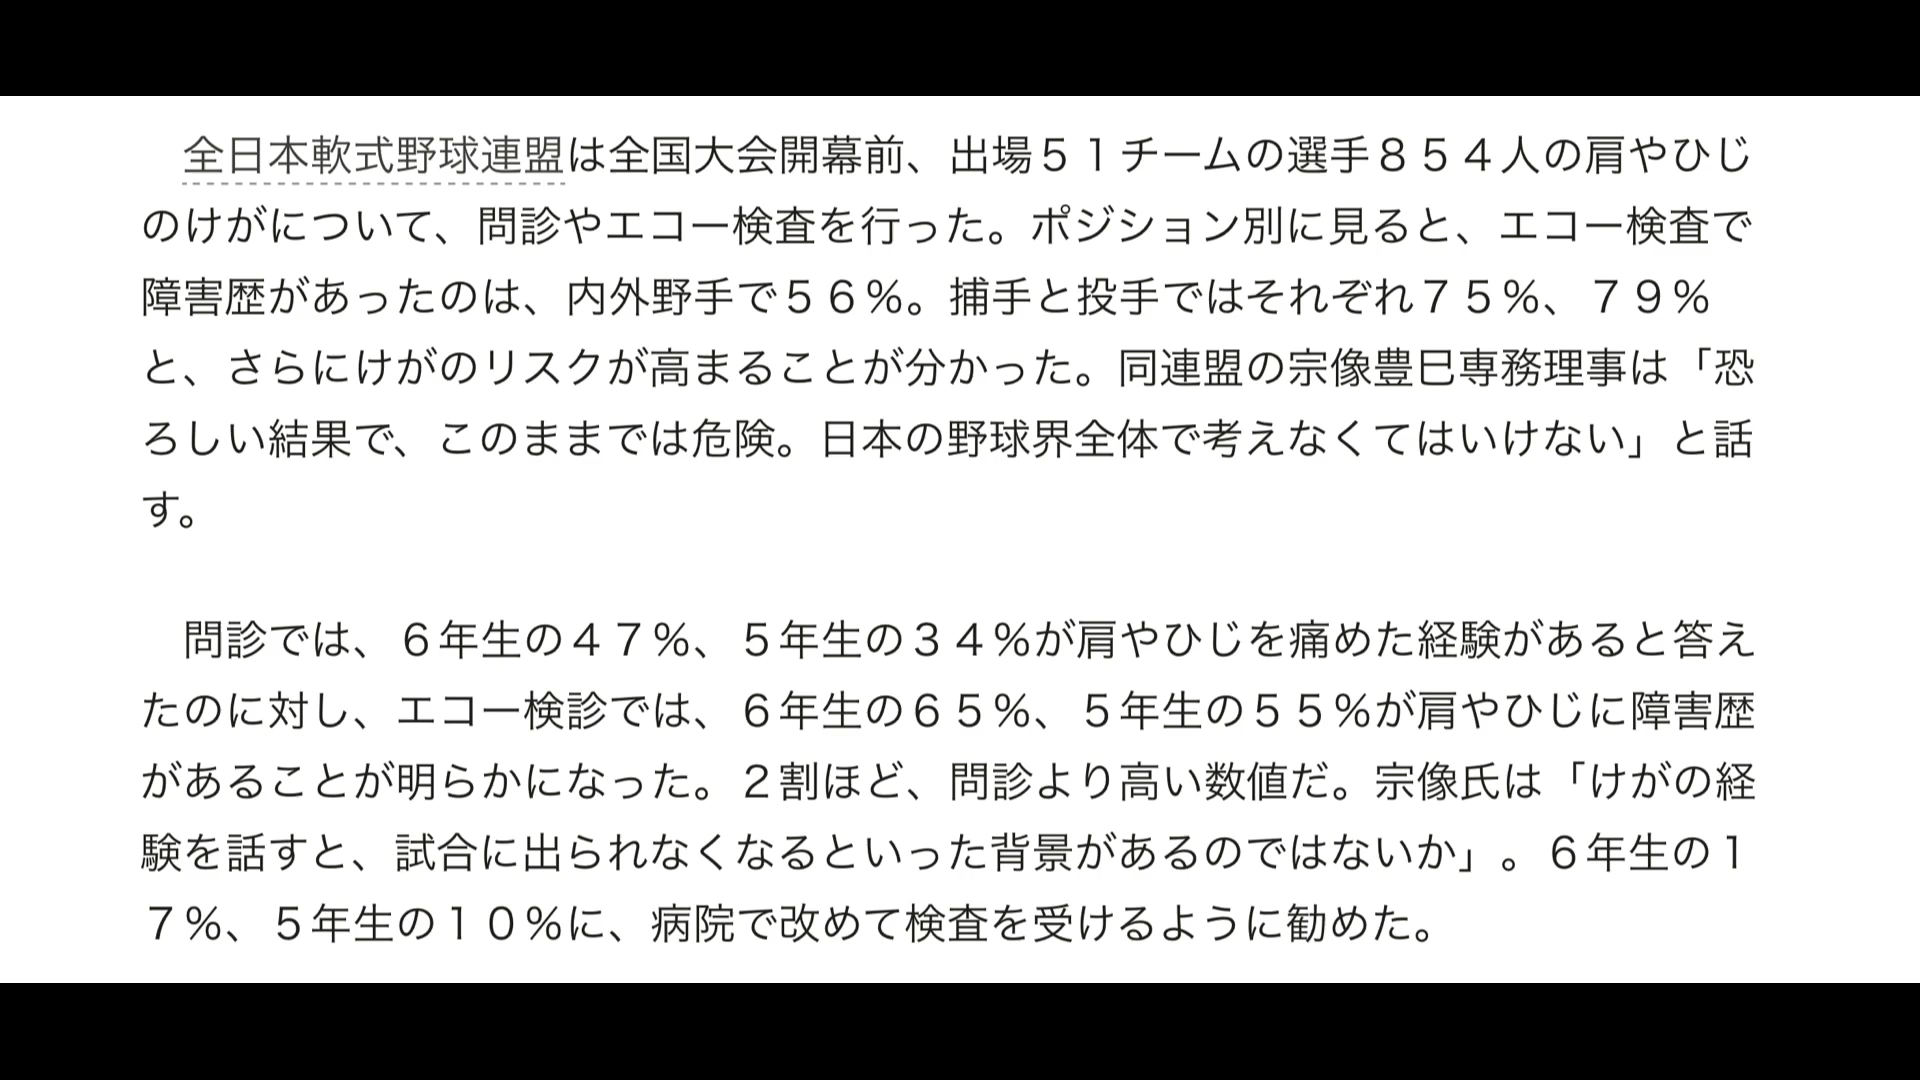 全日本軟式野球連盟は全国大会開幕前、出場５１チームの選手８５４人の肩やひじ
のけがについて、問診やエコー検査を行った。ポジション別に見ると、エコー検査で
障害歴があったのは、内外野手で５６％。捕手と投手ではそれぞれ７５％、７９％
と、さらにけがのリスクが高まることが分かった。同連盟の宗像豊巳専務理事は「恐
ろしい結果で、このままでは危険。日本の野球界全体で考えなくてはいけない」と話
す。
問診では、６年生の４７％、５年生の３４％が肩やひじを痛めた経験があると答え
たのに対し、エコー検診では、６年生の６５％、５年生の５５％が肩やひじに障害歴
があることが明らかになった。２割ほど、問診より高い数値だ。宗像氏は「けがの経
験を話すと、試合に出られなくなるといった背景があるのではないか」。６年生の１
７％、５年生の１０％に、病院で改めて検査を受けるように勧めた。